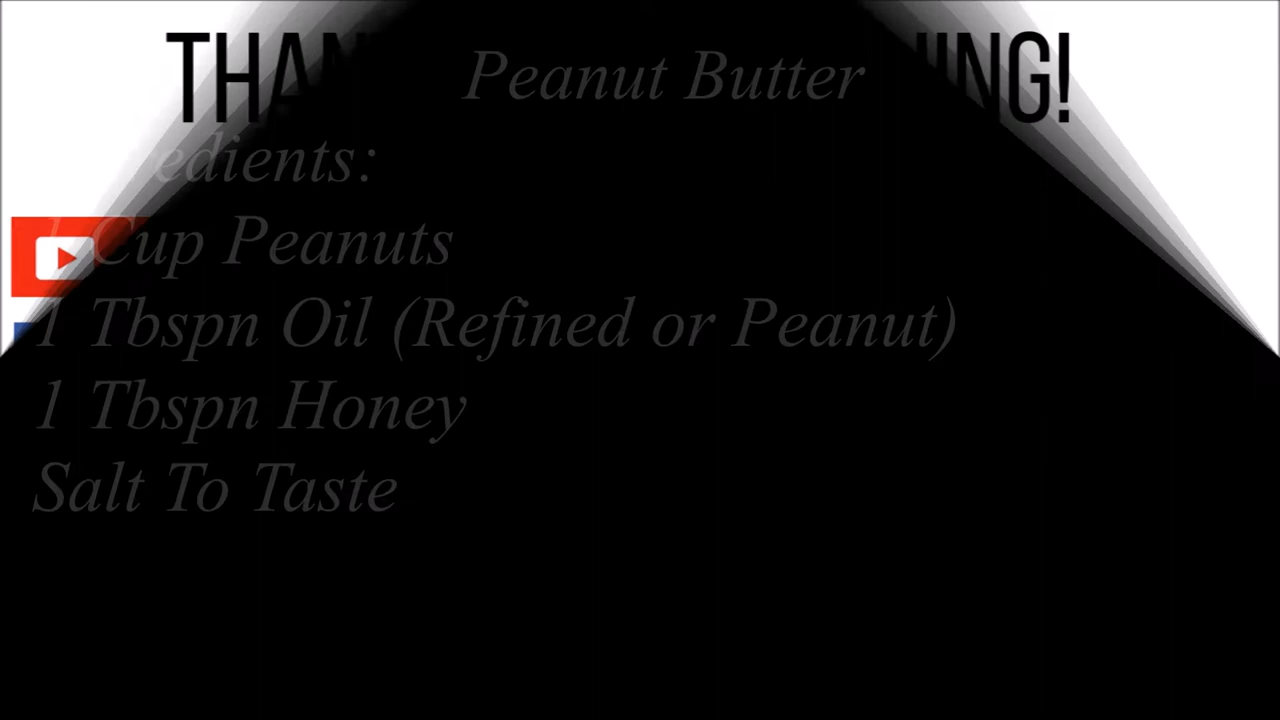 THAN ING!
Peanut Butter
edients:
1 Cup Peanuts
1 Tbspn Oil (Refined or Peanut)
1 Tbspn Honey
Salt To Taste